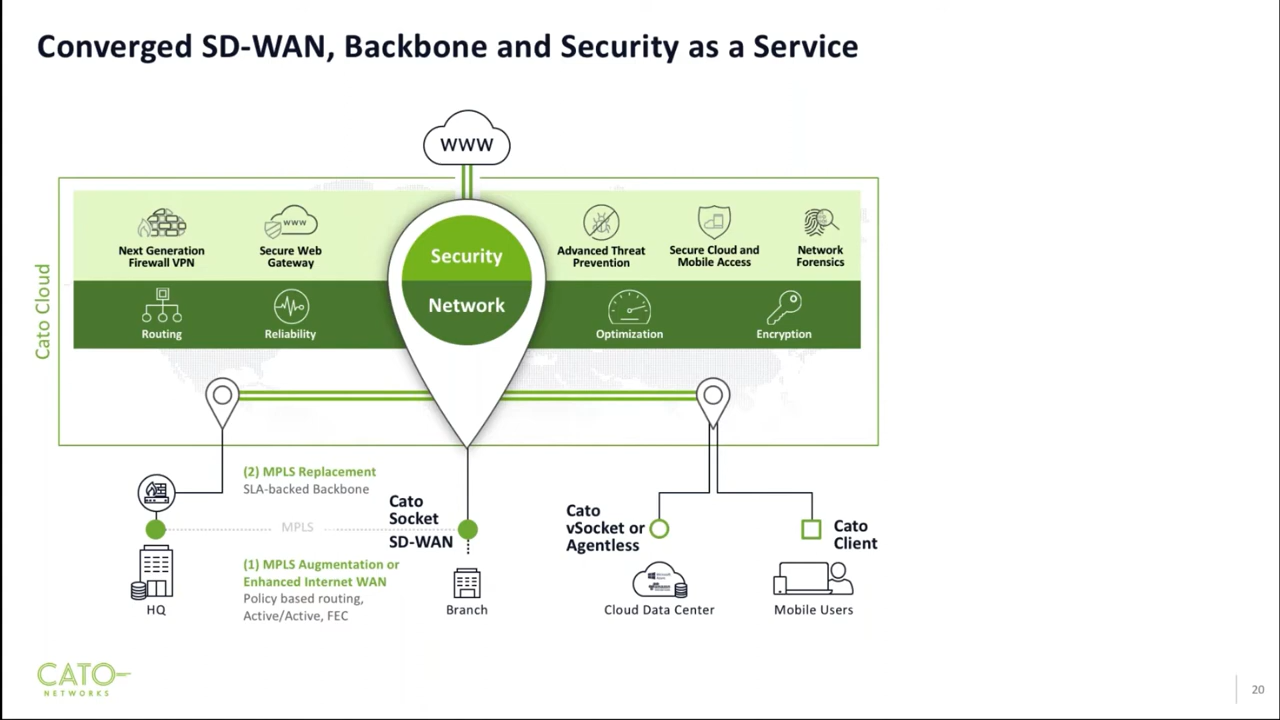 Converged SD-WAN, Backbone and Security as a Service
WWW
Cato Cloud
Next Generation
Firewall VPN
WWW
Secure Web
Gateway
Security
Advanced Threat
Prevention
Secure Cloud and
Mobile Access
Network
Forensics
Routing
Reliability
Network
Optimization
Encryption
(2) MPLS Replacement
SLA-backed Backbone
MPLS
Cato
Socket
SD-WAN
(1) MPLS Augmentation or
Enhanced Internet WAN
Policy based routing,
Active/Active, FEC
HQ
Branch
Cato
vSocket or
Agentless
Cloud Data Center
Cato
Client
Mobile Users
CATO
NETWORKS
20